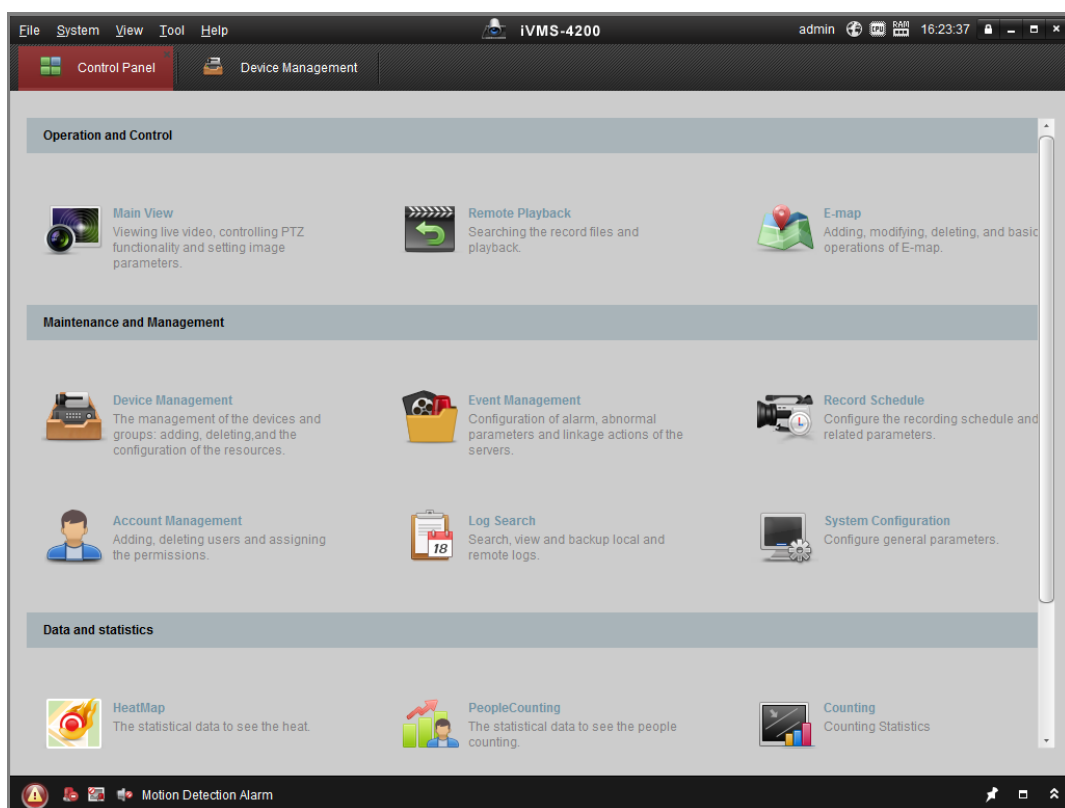 File System View Tool Help iVMS-4200 admin CPU RAM 16:23:37
Control Panel Device Management
Operation and Control
Main View
Viewing live video, controlling PTZ
functionality and setting image
parameters.
Remote Playback
Searching the record files and
playback.
E-map
Adding, modifying, deleting, and basic
operations of E-map.
Maintenance and Management
Device Management
The management of the devices and
groups: adding, deleting,and the
configuration of the resources.
Event Management
Configuration of alarm, abnormal
parameters and linkage actions of the
servers.
Record Schedule
Configure the recording schedule and
related parameters.
Account Management
Adding, deleting users and assigning
the permissions.
18
Log Search
Search, view and backup local and
remote logs.
System Configuration
Configure general parameters.
Data and statistics
HeatMap
The statistical data to see the heat.
PeopleCounting
The statistical data to see the people
counting.
Counting
Counting Statistics
Motion Detection Alarm